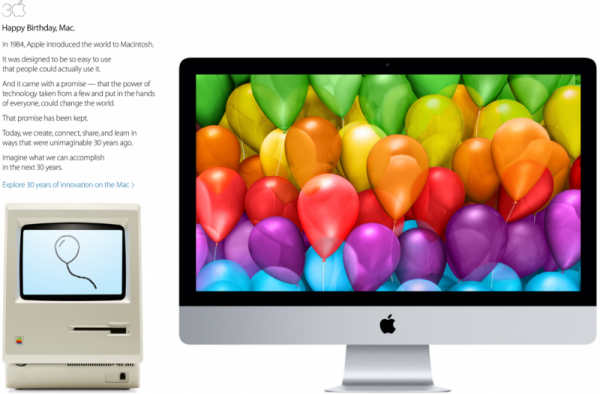 30
Happy Birthday, Mac.
In 1984, Apple introduced the world to Macintosh.
It was designed to be so easy to use
that people could actually use it.
And it came with a promise — that the power of
technology taken from a few and put in the hands
of everyone, could change the world.
That promise has been kept.
Today, we create, connect, share, and learn in
ways that were unimaginable 30 years ago.
Imagine what we can accomplish
in the next 30 years.
Explore 30 years of innovation on the Mac >